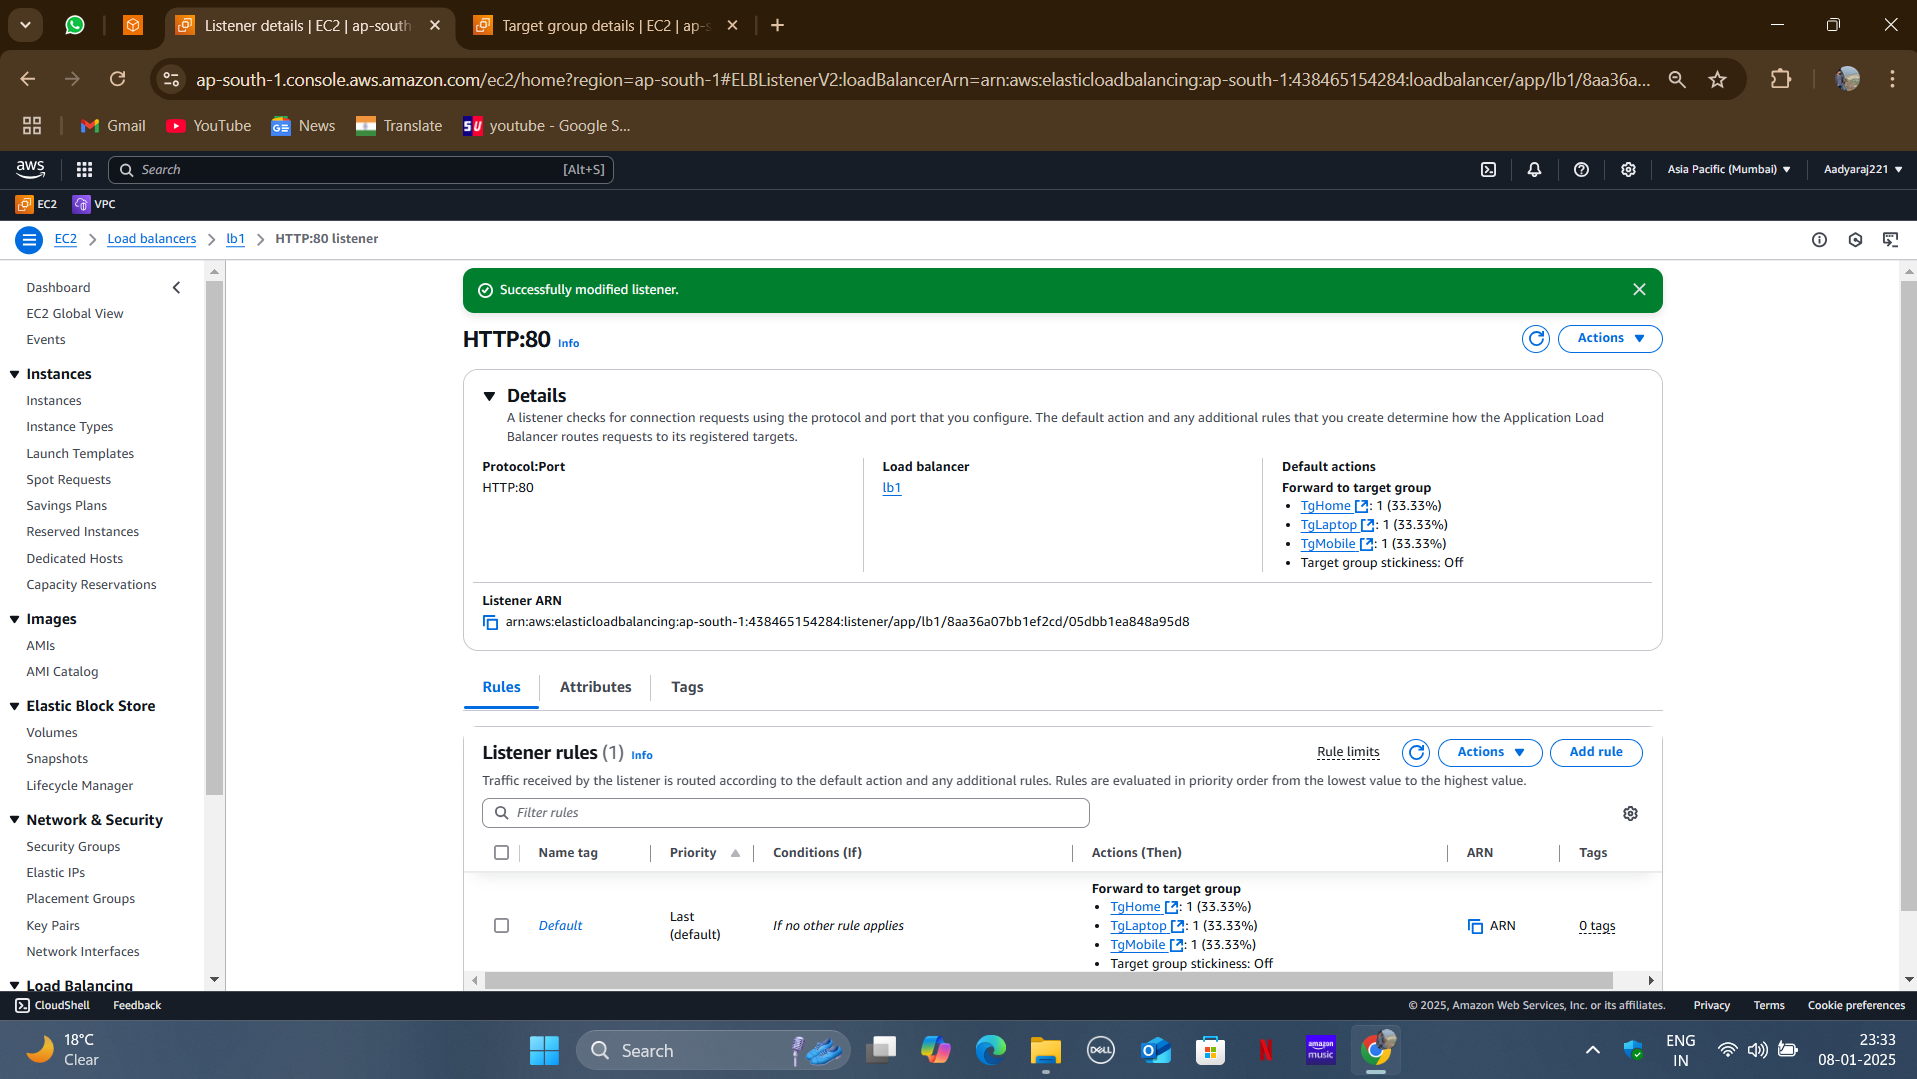 Listener details | EC2 | ap-south
Target group details | EC2 | ap-s
ap-south-1.console.aws.amazon.com/ec2/home?region=ap-south-1#ELBListenerV2:loadBalancerArn=arn:aws:elasticloadbalancing:ap-south-1:438465154284:loadbalancer/app/lb1/8aa36a...
Gmail
YouTube
News
Translate
SU
youtube - Google S...
aws
Search
[Alt+S]
Asia Pacific (Mumbai)
Aadyaraj221
EC2
VPC
EC2
Load balancers
lb1
HTTP:80 listener
Dashboard
EC2 Global View
Events
Instances
Instances
Instance Types
Launch Templates
Spot Requests
Savings Plans
Reserved Instances
Dedicated Hosts
Capacity Reservations
Images
AMIs
AMI Catalog
Elastic Block Store
Volumes
Snapshots
Lifecycle Manager
Network & Security
Security Groups
Elastic IPs
Placement Groups
Key Pairs
Network Interfaces
Load Balancing
Successfully modified listener.
HTTP:80 Info
Actions
Details
A listener checks for connection requests using the protocol and port that you configure. The default action and any additional rules that you create determine how the Application Load
Balancer routes requests to its registered targets.
Protocol:Port
HTTP:80
Load balancer
lb1
Default actions
Forward to target group
• TgHome : 1 (33.33%)
• TgLaptop : 1 (33.33%)
• TgMobile : 1 (33.33%)
• Target group stickiness: Off
Listener ARN
arn:aws:elasticloadbalancing:ap-south-1:438465154284:listener/app/lb1/8aa36a07bb1ef2cd/05dbb1ea848a95d8
Rules
Attributes
Tags
Listener rules (1) Info
Rule limits
Actions
Add rule
Traffic received by the listener is routed according to the default action and any additional rules. Rules are evaluated in priority order from the lowest value to the highest value.
Filter rules
Name tag
Priority
Conditions (If)
Actions (Then)
ARN
Tags
Default
Last
(default)
If no other rule applies
Forward to target group
• TgHome : 1 (33.33%)
• TgLaptop : 1 (33.33%)
• TgMobile : 1 (33.33%)
• Target group stickiness: Off
ARN
0 tags
CloudShell
Feedback
© 2025, Amazon Web Services, Inc. or its affiliates.
Privacy
Terms
Cookie preferences
18°C
Clear
Search
DELL
amazon
music
ENG
IN
23:33
08-01-2025